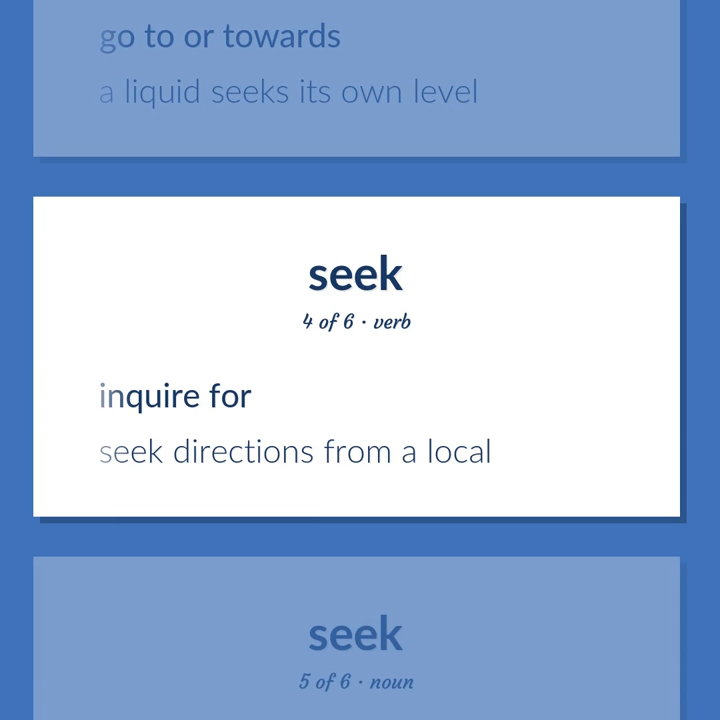 go to or towards
a liquid seeks its own level
seek
4 of 6 · verb
inquire for
seek directions from a local
seek
5 of 6 · noun